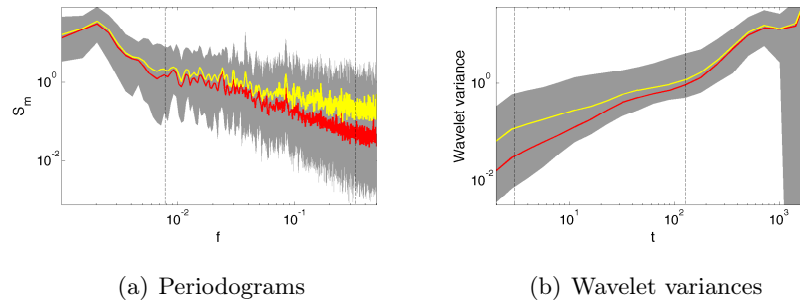 S_m
10^0
10^-2
10^-2
10^-1
f
Wavelet variance
10^0
10^-2
10^1
10^2
10^3
t
(a) Periodograms
(b) Wavelet variances